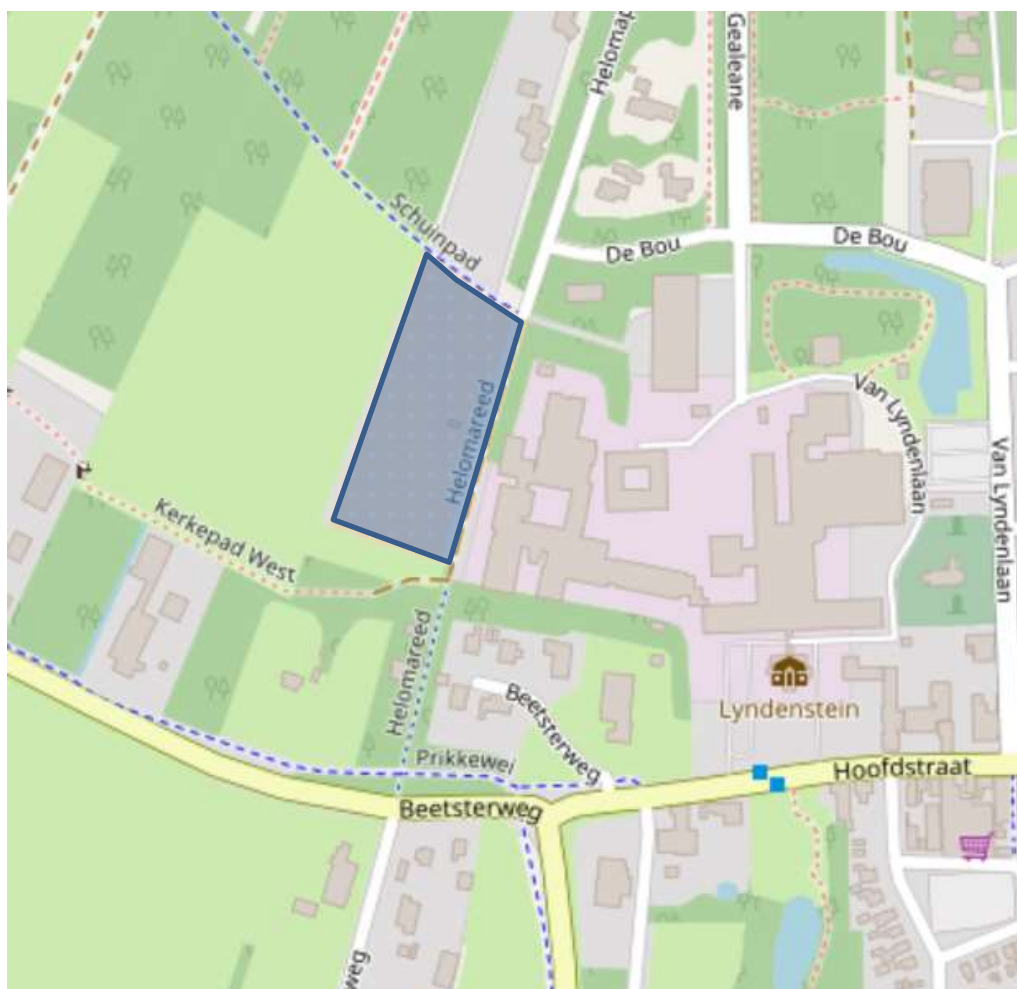 Helomap
Gealeane
Schuinpad
De Bou
De Bou
Van Lyndenlaan
Van Lyndenlaan
Helomareed
Kerkepad West
Helomareed
Lyndenstein
Beetsterweg
Prikkewei
Hoofdstraat
Beetsterweg
weg